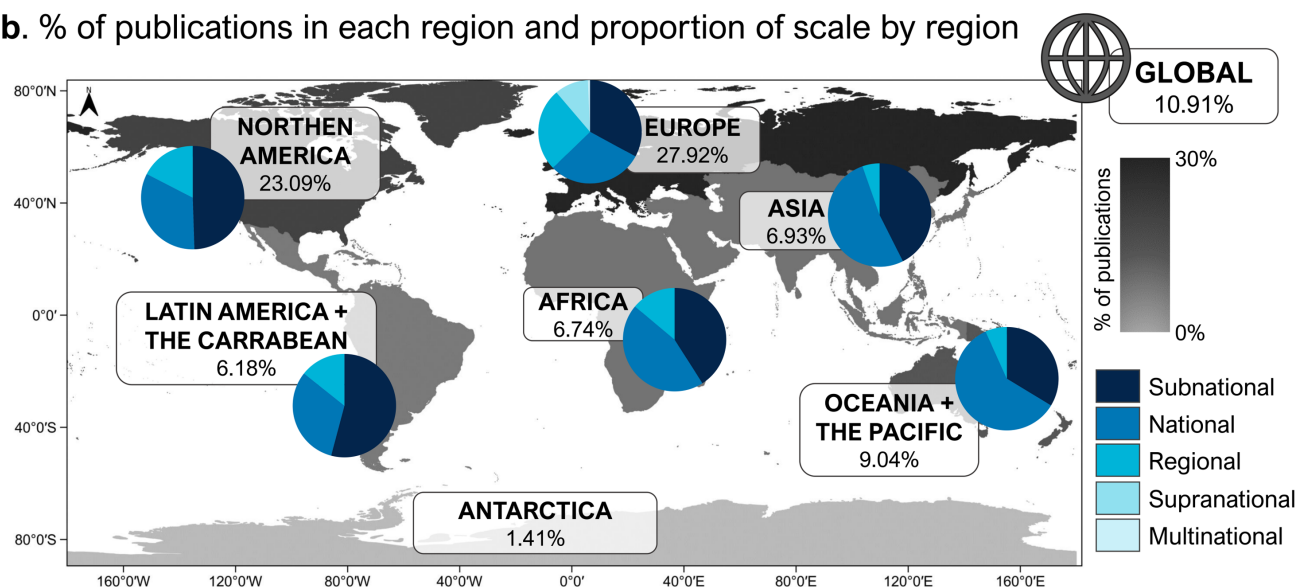 b. % of publications in each region and proportion of scale by region
GLOBAL
10.91%
N
80°0'N
40°0'N
0°0'
40°0'S
80°0'S
NORTHEN
AMERICA
23.09%
EUROPE
27.92%
ASIA
6.93%
LATIN AMERICA +
THE CARRABEAN
6.18%
AFRICA
6.74%
OCEANIA +
THE PACIFIC
9.04%
ANTARCTICA
1.41%
% of publications
30%
0%
Subnational
National
Regional
Supranational
Multinational
160°0'W
120°0'W
80°0'W
40°0'W
0°0'
40°0'E
80°0'E
120°0'E
160°0'E